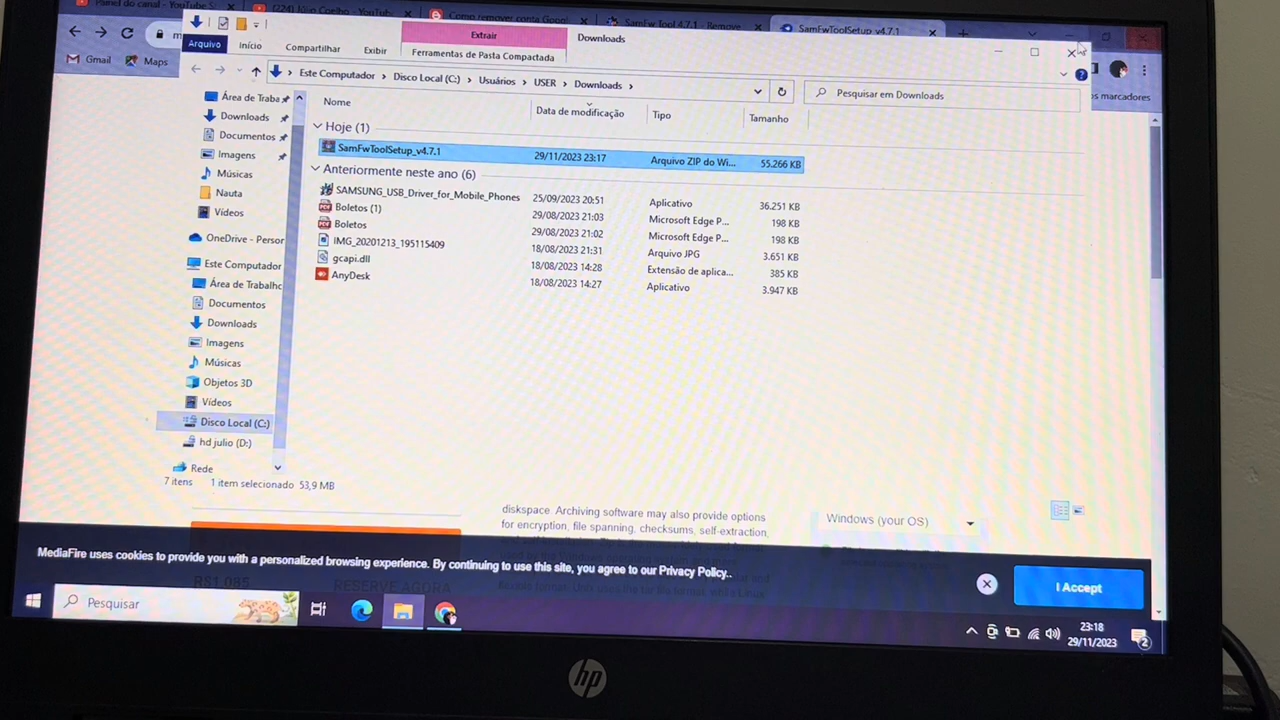 Painel do canal - YouTube S
(224) Júlio Coelho - YouTub
Como remover conta Googl
SamFw Tool 4.7.1 - Remove
SamFwToolSetup_v4.7.1
Extrair
Downloads
Arquivo
Início
Compartilhar
Exibir
Ferramentas de Pasta Compactada
Gmail
Maps
os marcadores
Este Computador > Disco Local (C:) > Usuários > USER > Downloads >
Pesquisar em Downloads
Nome
Data de modificação
Tipo
Tamanho
Hoje (1)
SamFwToolSetup_v4.7.1 29/11/2023 23:17 Arquivo ZIP do Wi... 55.266 KB
Anteriormente neste ano (6)
SAMSUNG_USB_Driver_for_Mobile_Phones 25/09/2023 20:51 Aplicativo 36.251 KB
Boletos (1) 29/08/2023 21:03 Microsoft Edge P... 198 KB
Boletos 29/08/2023 21:02 Microsoft Edge P... 198 KB
IMG_20201213_195115409 18/08/2023 21:31 Arquivo JPG 3.651 KB
gcapi.dll 18/08/2023 14:28 Extensão de aplica... 385 KB
AnyDesk 18/08/2023 14:27 Aplicativo 3.947 KB
Área de Traba
Downloads
Documentos
Imagens
Músicas
Nauta
Vídeos
OneDrive - Person
Este Computador
Área de Trabalho
Documentos
Downloads
Imagens
Músicas
Objetos 3D
Vídeos
Disco Local (C:)
hd julio (D:)
Rede
7 itens 1 item selecionado 53,9 MB
diskspace. Archiving software may also provide options
for encryption, file spanning, checksums, self-extraction,
Windows (your OS)
MediaFire uses cookies to provide you with a personalized browsing experience. By continuing to use this site, you agree to our Privacy Policy..
I Accept
R$1.085
RESERVE AGORA
Pesquisar
23:18
29/11/2023
2
hp